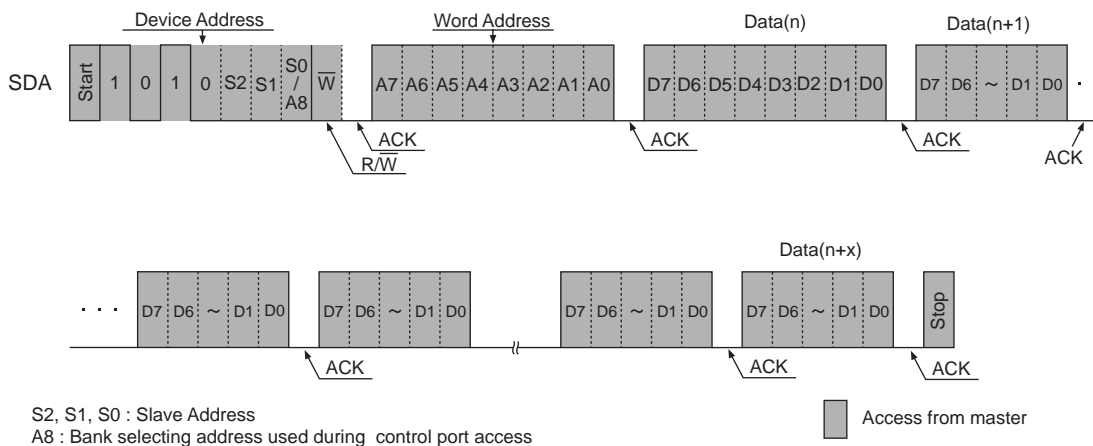 Device Address
Word Address
Data(n)
Data(n+1)
SDA
Start 1 0 1 0 S2 S1 S0 / A8 W̅
A7 A6 A5 A4 A3 A2 A1 A0
D7 D6 D5 D4 D3 D2 D1 D0
D7 D6 ~ D1 D0 ·
ACK
R/W̅
ACK
ACK
ACK
Data(n+x)
· · · D7 D6 ~ D1 D0
D7 D6 ~ D1 D0
D7 D6 ~ D1 D0
D7 D6 ~ D1 D0
Stop
ACK
ACK
ACK
S2, S1, S0 : Slave Address
A8 : Bank selecting address used during control port access
Access from master